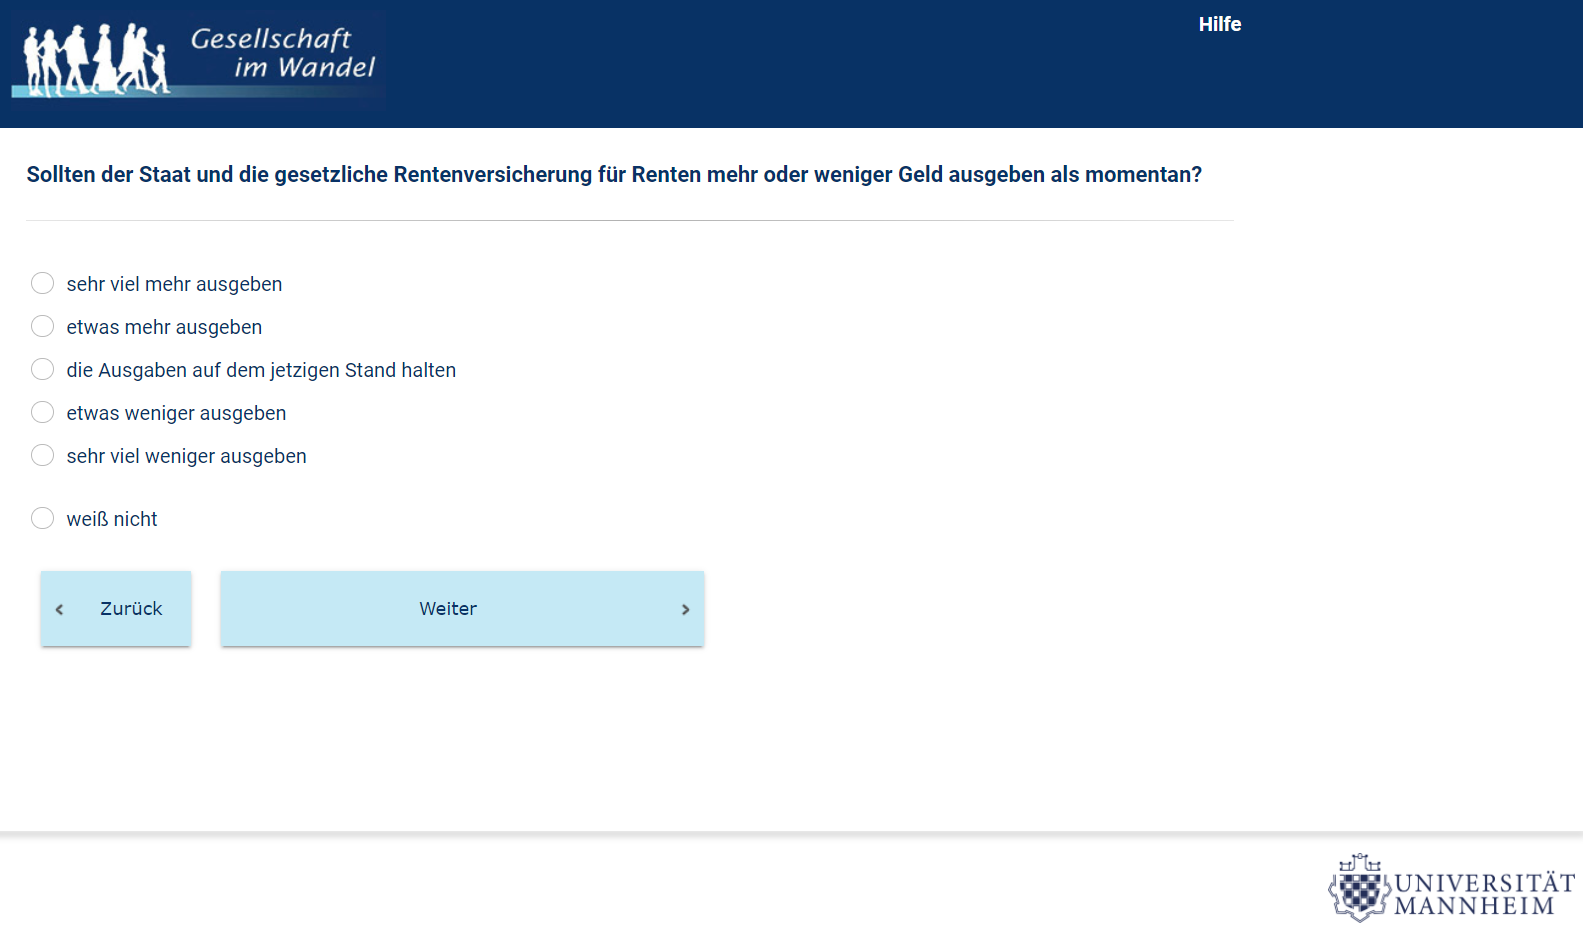 Gesellschaft
im Wandel
Hilfe
Sollten der Staat und die gesetzliche Rentenversicherung für Renten mehr oder weniger Geld ausgeben als momentan?
sehr viel mehr ausgeben
etwas mehr ausgeben
die Ausgaben auf dem jetzigen Stand halten
etwas weniger ausgeben
sehr viel weniger ausgeben
weiß nicht
Zurück
Weiter
UNIVERSITÄT
MANNHEIM